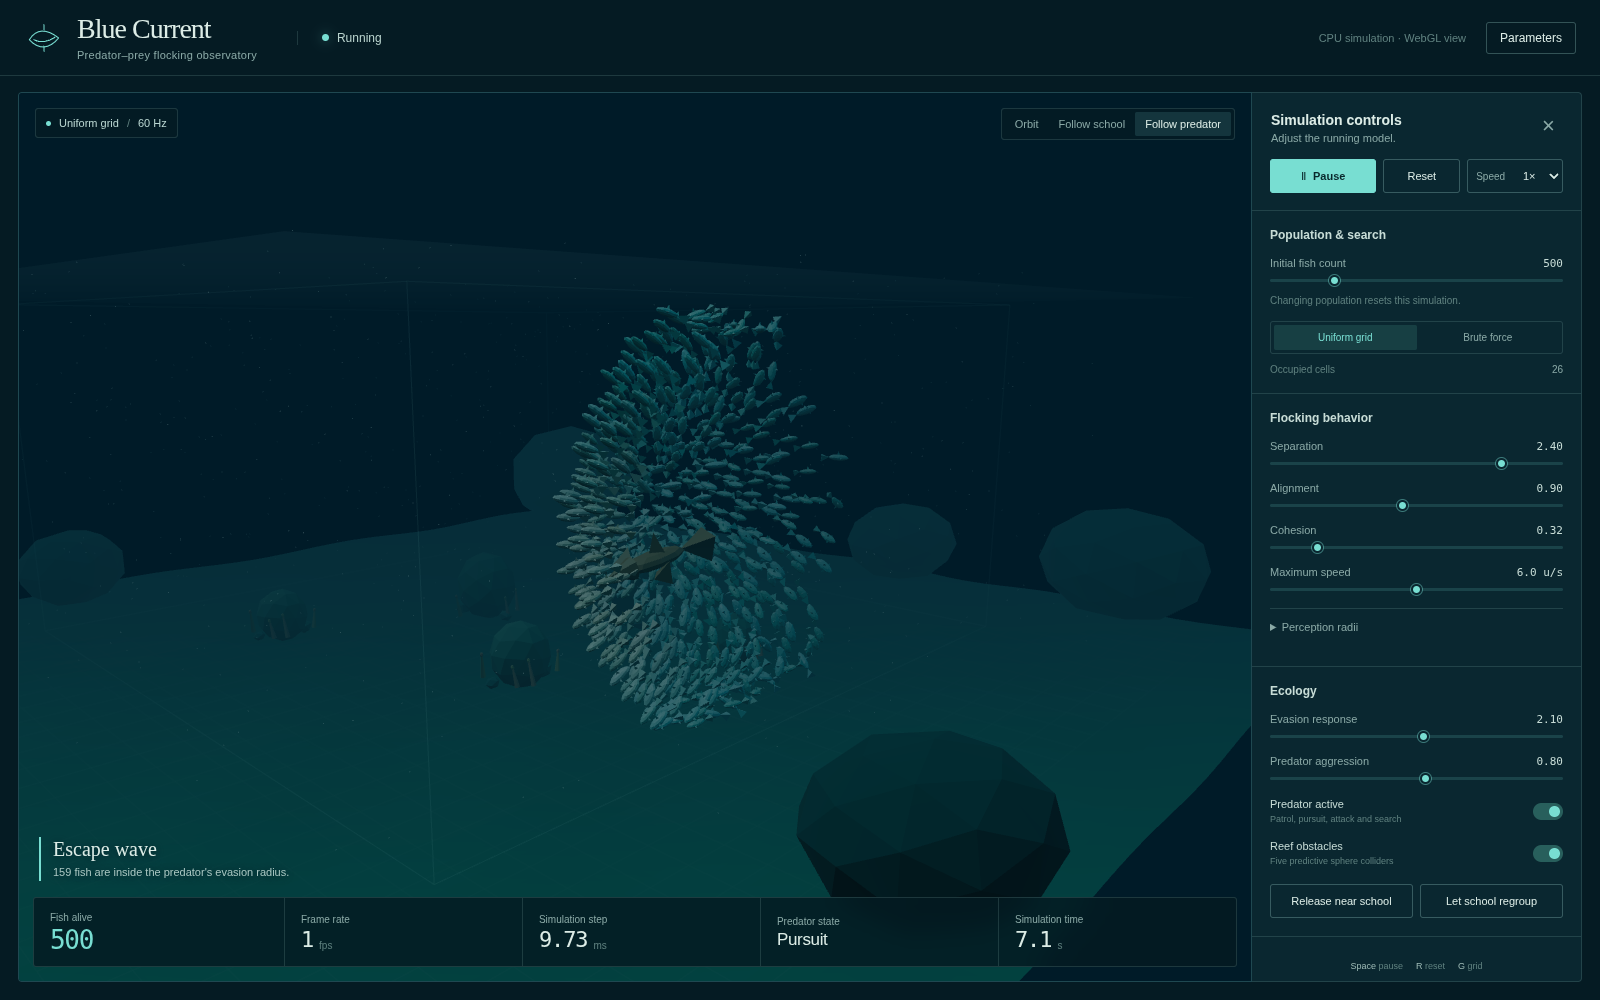 Blue Current
Predator–prey flocking observatory
Running
CPU simulation · WebGL view
Parameters
Uniform grid / 60 Hz
Orbit
Follow school
Follow predator
Simulation controls
Adjust the running model.
Pause
Reset
Speed 1×
Population & search
Initial fish count 500
Changing population resets this simulation.
Uniform grid
Brute force
Occupied cells 26
Flocking behavior
Separation 2.40
Alignment 0.90
Cohesion 0.32
Maximum speed 6.0 u/s
Perception radii
Ecology
Evasion response 2.10
Predator aggression 0.80
Predator active
Patrol, pursuit, attack and search
Reef obstacles
Five predictive sphere colliders
Release near school
Let school regroup
Space pause R reset G grid
Escape wave
159 fish are inside the predator's evasion radius.
Fish alive
500
Frame rate
1 fps
Simulation step
9.73 ms
Predator state
Pursuit
Simulation time
7.1 s